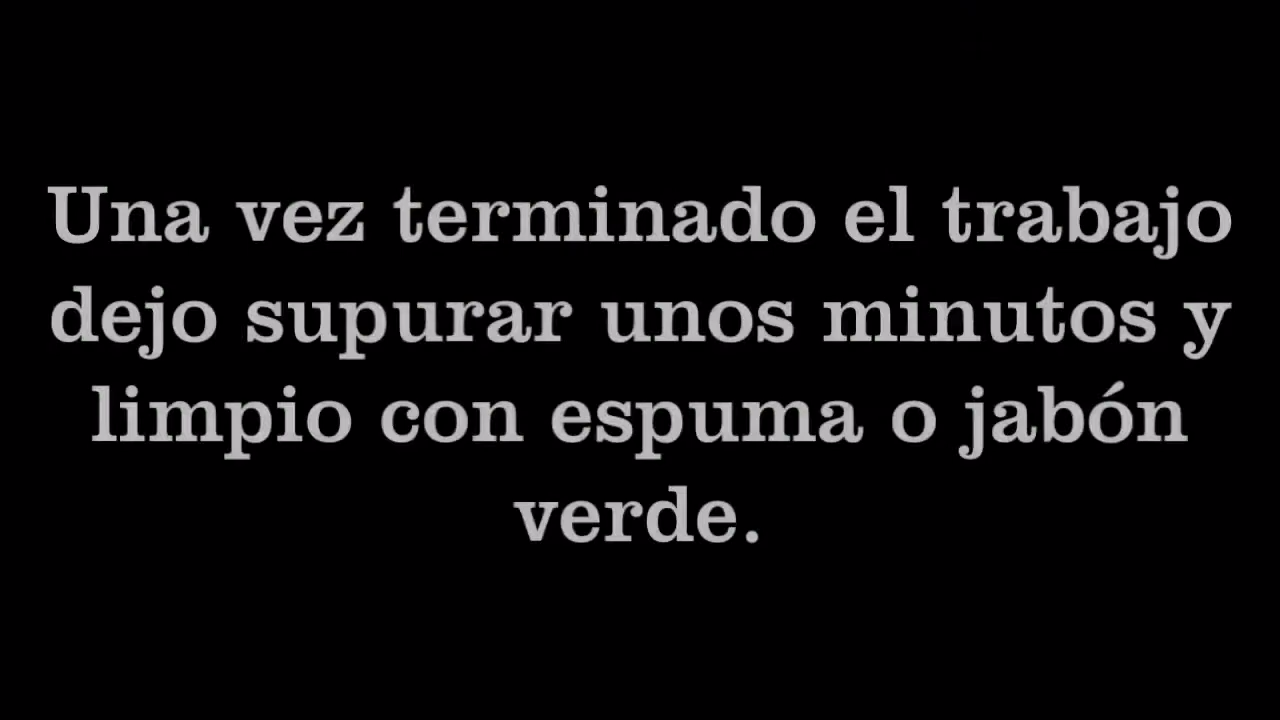 Una vez terminado el trabajo
dejo supurar unos minutos y
limpio con espuma o jabón
verde.